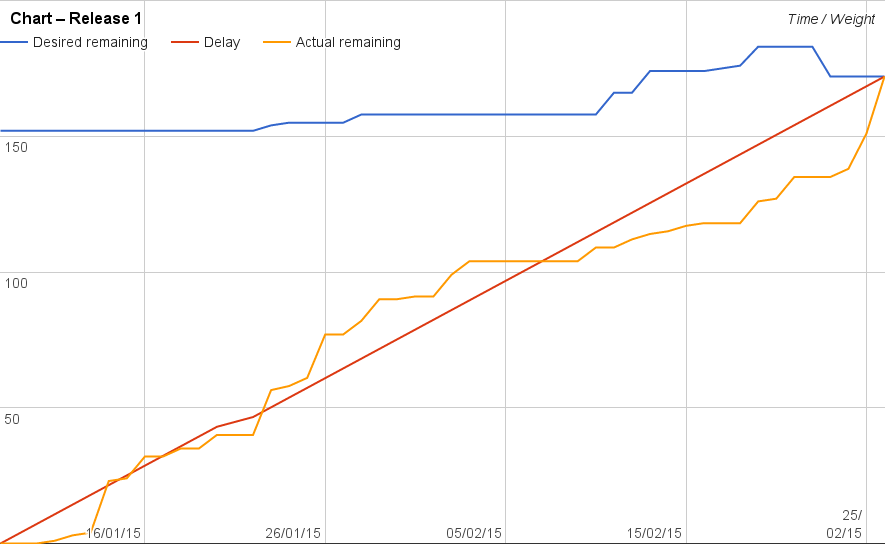 Chart – Release 1
Time / Weight
Desired remaining
Delay
Actual remaining
150
100
50
16/01/15
26/01/15
05/02/15
15/02/15
25/
02/15